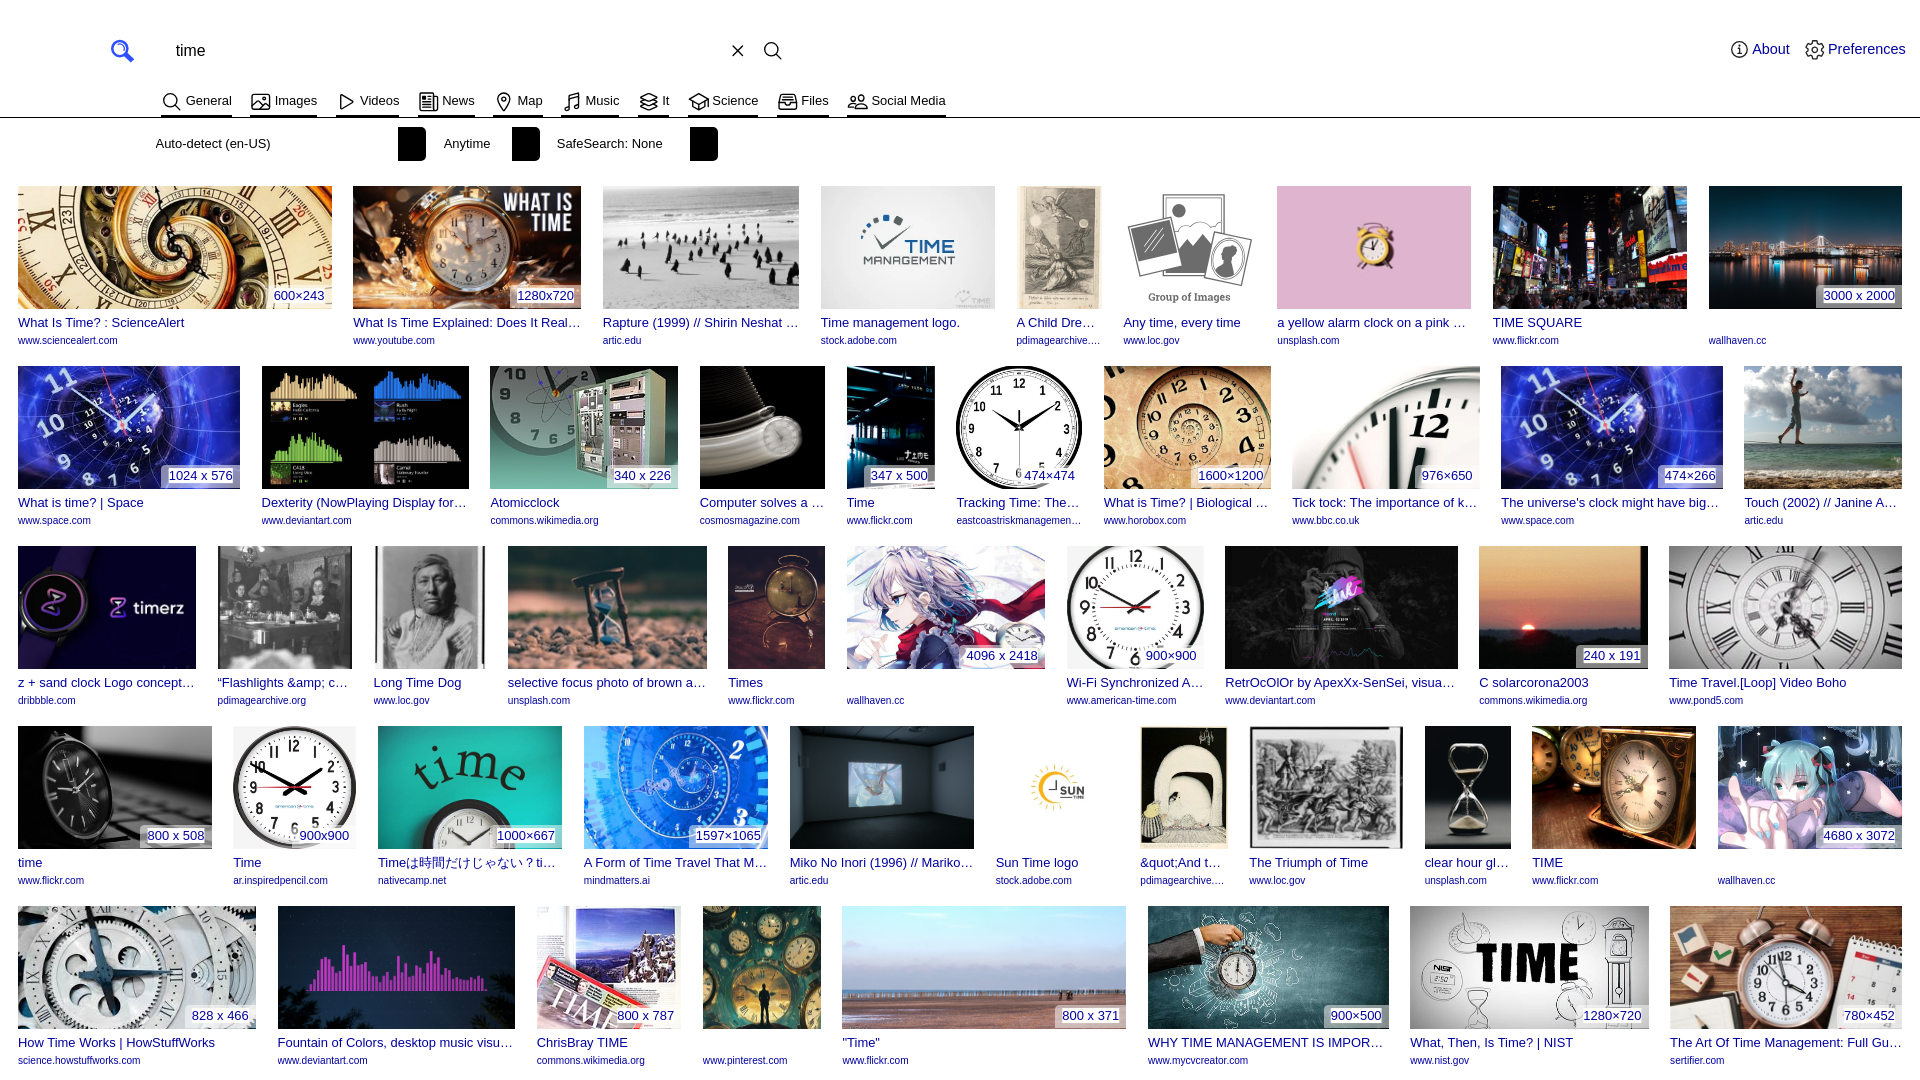 time
About
Preferences
General
Images
Videos
News
Map
Music
It
Science
Files
Social Media
Auto-detect (en-US)
Anytime
SafeSearch: None
600×243
WHAT IS
TIME
1280x720
TIME
MANAGEMENT
Group of Images
3000 x 2000
What Is Time? : ScienceAlert
www.sciencealert.com
What Is Time Explained: Does It Real…
www.youtube.com
Rapture (1999) // Shirin Neshat …
artic.edu
Time management logo.
stock.adobe.com
A Child Dre…
pdimagearchive.…
Any time, every time
www.loc.gov
a yellow alarm clock on a pink …
unsplash.com
TIME SQUARE
www.flickr.com
wallhaven.cc
1024 x 576
340 x 226
347 x 500
474×474
1600×1200
12
976×650
474×266
What is time? | Space
www.space.com
Dexterity (NowPlaying Display for…
www.deviantart.com
Atomicclock
commons.wikimedia.org
Computer solves a …
cosmosmagazine.com
Time
www.flickr.com
Tracking Time: The…
eastcoastriskmanagemen…
What is Time? | Biological …
www.horobox.com
Tick tock: The importance of k…
www.bbc.co.uk
The universe's clock might have big…
www.space.com
Touch (2002) // Janine A…
artic.edu
timerz
4096 x 2418
900×900
240 x 191
z + sand clock Logo concept…
dribbble.com
“Flashlights &amp; c…
pdimagearchive.org
Long Time Dog
www.loc.gov
selective focus photo of brown a…
unsplash.com
Times
www.flickr.com
wallhaven.cc
Wi-Fi Synchronized A…
www.american-time.com
RetrOcOlOr by ApexXx-SenSei, visua…
www.deviantart.com
C solarcorona2003
commons.wikimedia.org
Time Travel.[Loop] Video Boho
www.pond5.com
800 x 508
900x900
time
1000×667
1597×1065
SUN
TIME
4680 x 3072
time
www.flickr.com
Time
ar.inspiredpencil.com
Timeは時間だけじゃない？ti…
nativecamp.net
A Form of Time Travel That M…
mindmatters.ai
Miko No Inori (1996) // Mariko…
artic.edu
Sun Time logo
stock.adobe.com
&quot;And t…
pdimagearchive.…
The Triumph of Time
www.loc.gov
clear hour gl…
unsplash.com
TIME
www.flickr.com
wallhaven.cc
828 x 466
TIME
800 x 787
800 x 371
900×500
TIME
NIST
1280×720
780×452
How Time Works | HowStuffWorks
science.howstuffworks.com
Fountain of Colors, desktop music visu…
www.deviantart.com
ChrisBray TIME
commons.wikimedia.org
www.pinterest.com
"Time"
www.flickr.com
WHY TIME MANAGEMENT IS IMPOR…
www.mycvcreator.com
What, Then, Is Time? | NIST
www.nist.gov
The Art Of Time Management: Full Gu…
sertifier.com